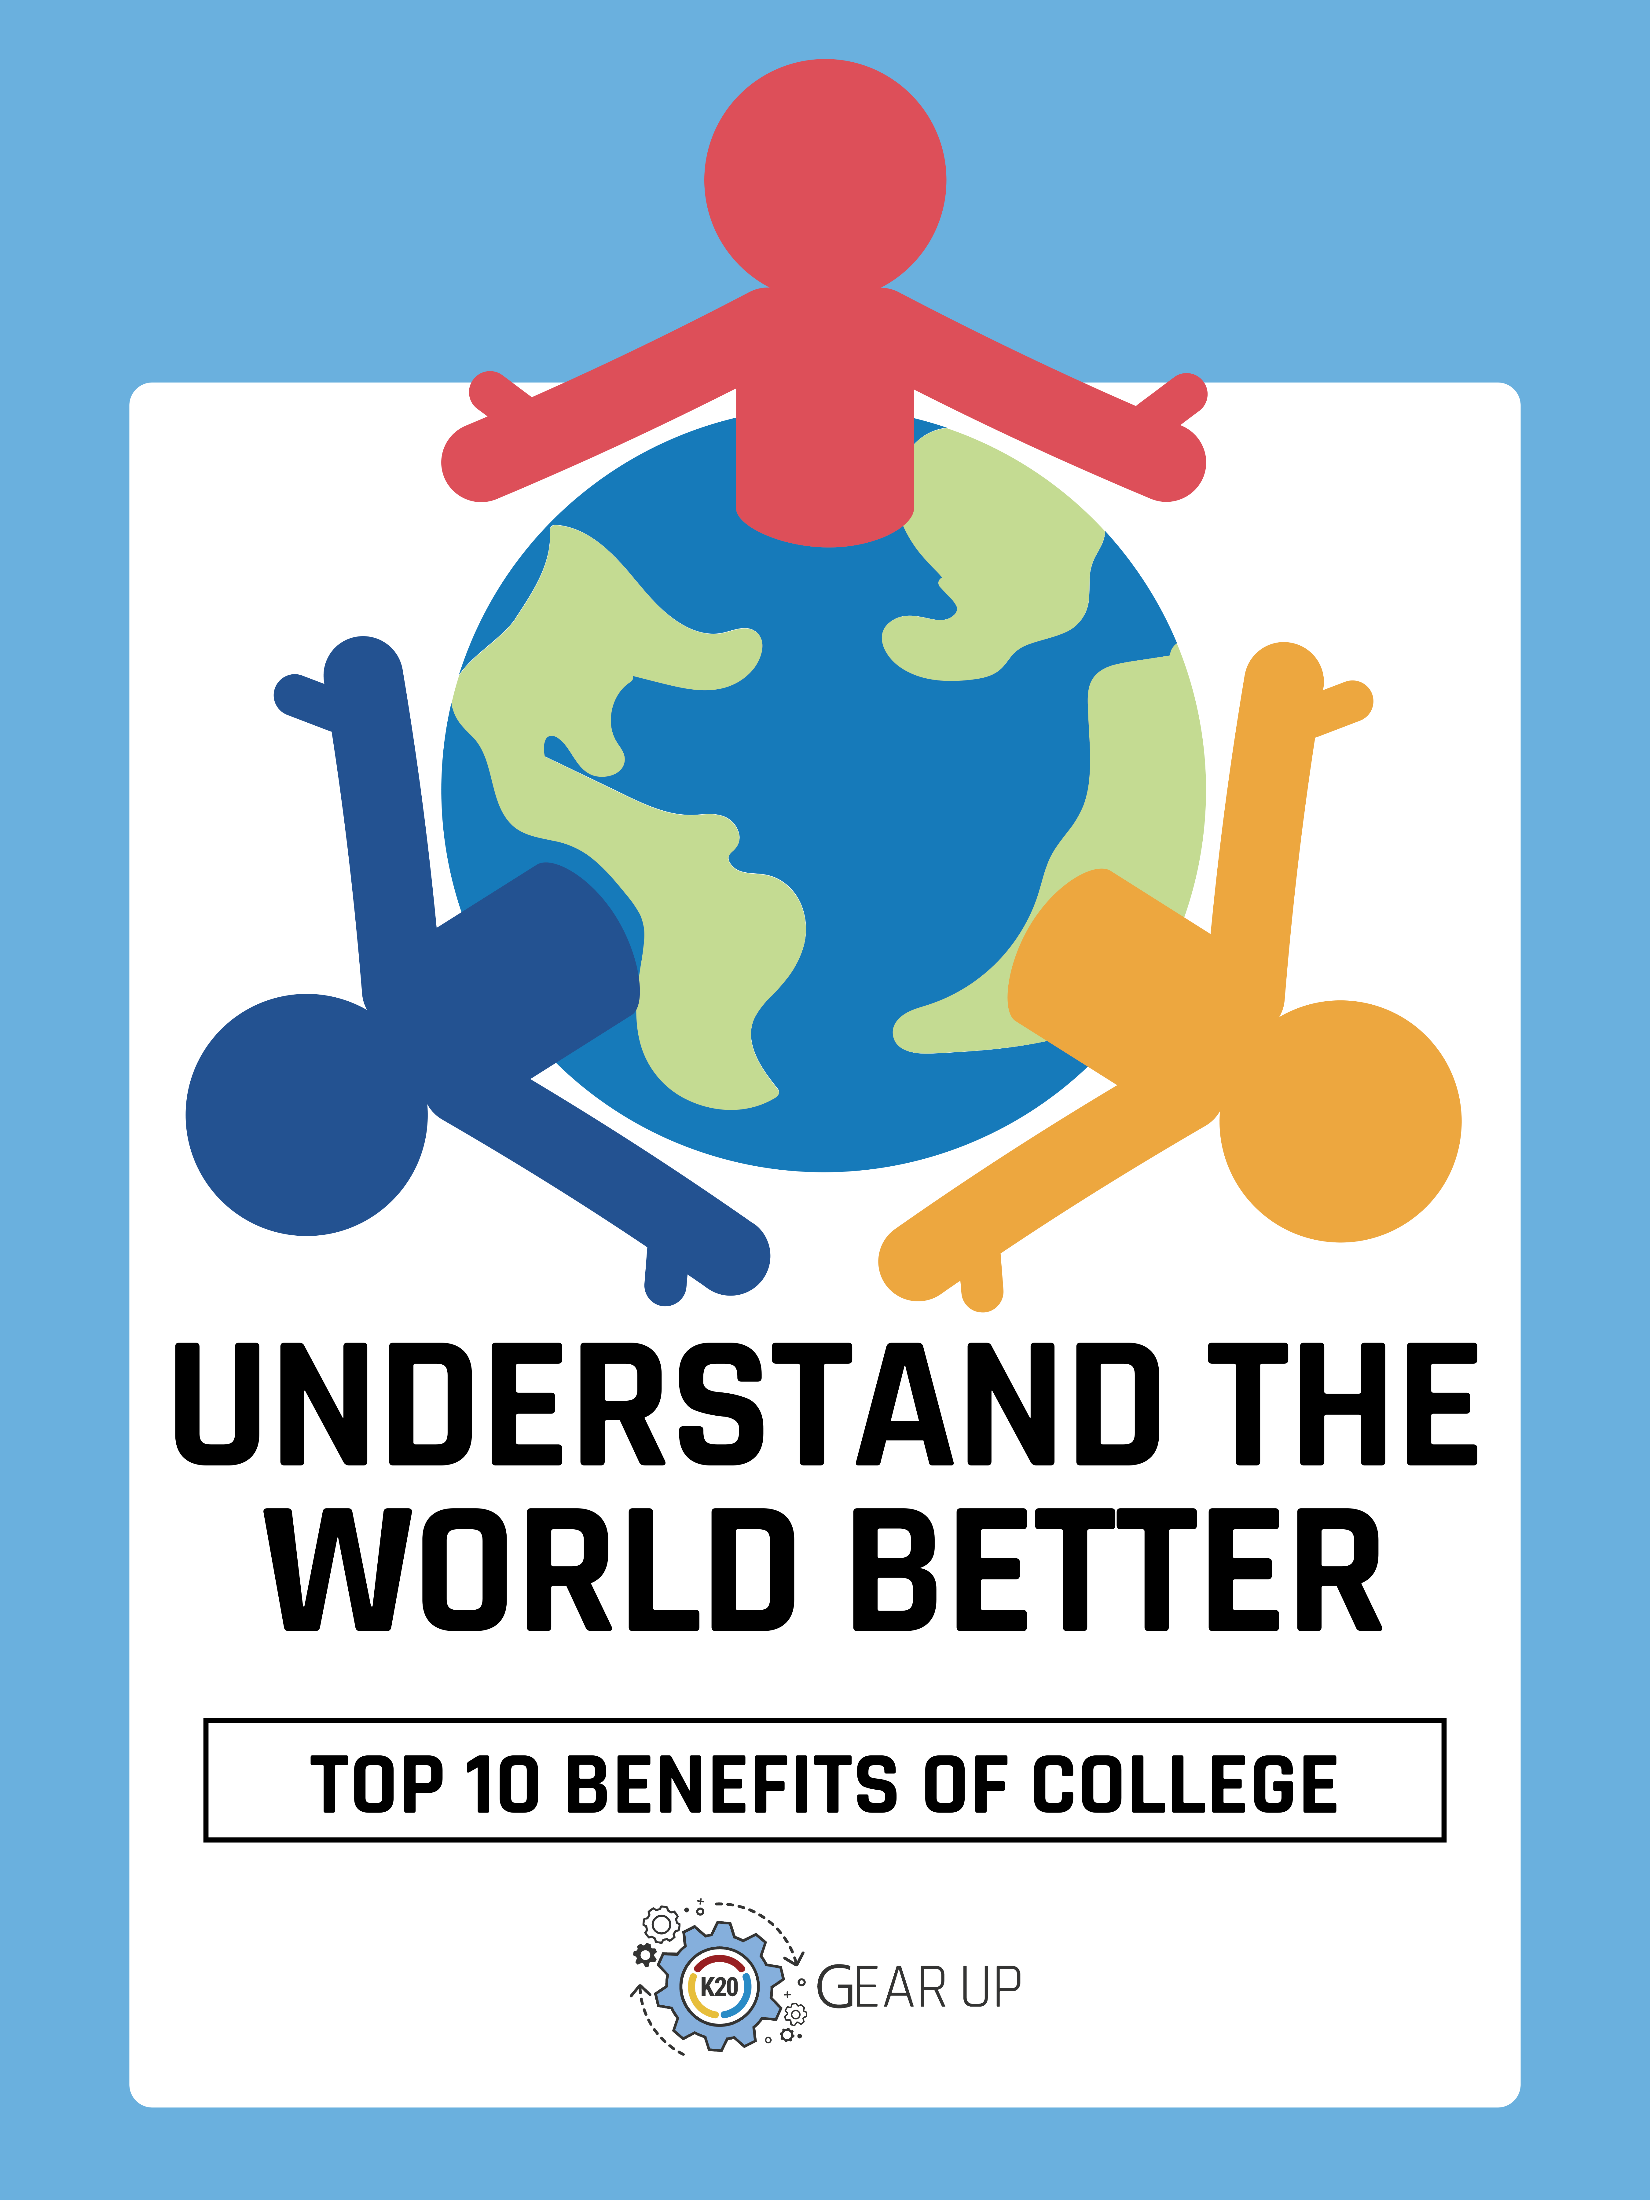 UNDERSTAND THE
WORLD BETTER
TOP 10 BENEFITS OF COLLEGE
K20 GEAR UP